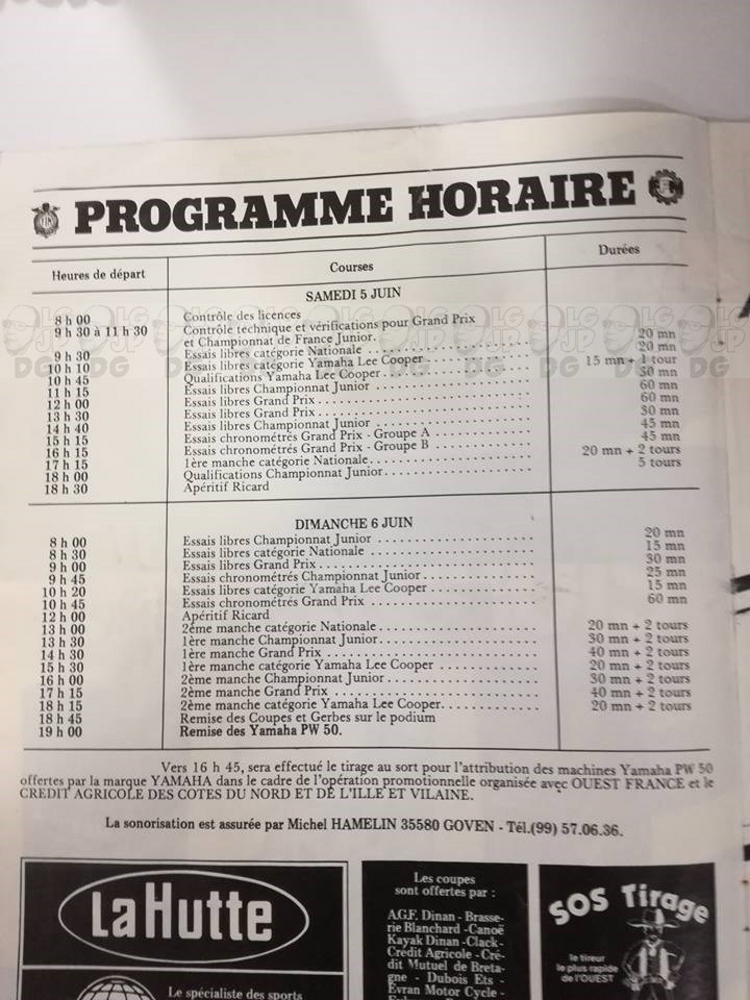 PROGRAMME HORAIRE
Heures de départ Courses Durées
SAMEDI 5 JUIN
8 h 00 Contrôle des licences
9 h 30 à 11 h 30 Contrôle technique et vérifications pour Grand Prix
et Championnat de France Junior.
9 h 30 Essais libres catégorie Nationale 20 mn
10 h 10 Essais libres catégorie Yamaha Lee Cooper 20 mn
10 h 45 Qualifications Yamaha Lee Cooper 15 mn + 1 tour
11 h 15 Essais libres Championnat Junior 30 mn
12 h 00 Essais libres Grand Prix 60 mn
13 h 30 Essais libres Grand Prix 60 mn
14 h 40 Essais libres Championnat Junior 30 mn
15 h 15 Essais chronométrés Grand Prix - Groupe A 45 mn
16 h 15 Essais chronométrés Grand Prix - Groupe B 45 mn
17 h 15 1ère manche catégorie Nationale 20 mn + 2 tours
18 h 00 Qualifications Championnat Junior 5 tours
18 h 30 Apéritif Ricard
DIMANCHE 6 JUIN
8 h 00 Essais libres Championnat Junior 20 mn
8 h 30 Essais libres catégorie Nationale 15 mn
9 h 00 Essais libres Grand Prix 30 mn
9 h 45 Essais chronométrés Championnat Junior 25 mn
10 h 20 Essais libres catégorie Yamaha Lee Cooper 15 mn
10 h 45 Essais chronométrés Grand Prix 60 mn
12 h 00 Apéritif Ricard
13 h 00 2ème manche catégorie Nationale 20 mn + 2 tours
13 h 30 1ère manche Championnat Junior 30 mn + 2 tours
14 h 30 1ère manche Grand Prix 40 mn + 2 tours
15 h 30 1ère manche catégorie Yamaha Lee Cooper 20 mn + 2 tours
16 h 00 2ème manche Championnat Junior 30 mn + 2 tours
17 h 15 2ème manche Grand Prix 40 mn + 2 tours
18 h 15 2ème manche catégorie Yamaha Lee Cooper 20 mn + 2 tours
18 h 45 Remise des Coupes et Gerbes sur le podium
19 h 00 Remise des Yamaha PW 50.
Vers 16 h 45, sera effectué le tirage au sort pour l'attribution des machines Yamaha PW 50
offertes par la marque YAMAHA dans le cadre de l'opération promotionnelle organisée avec OUEST FRANCE et le
CREDIT AGRICOLE DES COTES DU NORD ET DE L'ILLE ET VILAINE.
La sonorisation est assurée par Michel HAMELIN 35580 GOVEN - Tél.(99) 57.06.36.
LaHutte
Le spécialiste des sports
Les coupes
sont offertes par :
A.G.F. Dinan - Brasse-
rie Blanchard - Canoë
Kayak Dinan - Clack -
Crédit Agricole - Cré-
dit Mutuel de Breta-
gne - Dubois Ets -
Evran Motor Cycle -
SOS Tirage
le tireur
le plus rapide
de l'OUEST